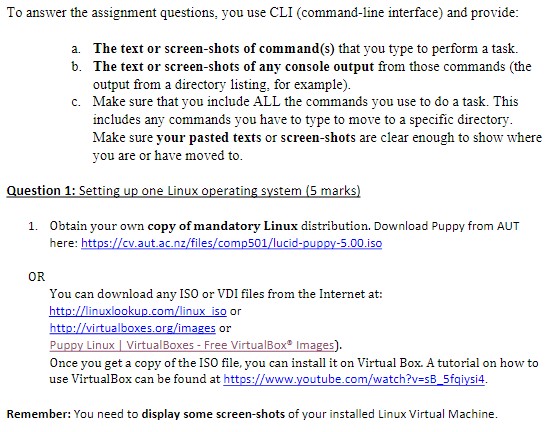 To answer the assignment questions, you use CLI (command-line interface) and provide:
a. The text or screen-shots of command(s) that you type to perform a task.
b. The text or screen-shots of any console output from those commands (the
output from a directory listing, for example).
c. Make sure that you include ALL the commands you use to do a task. This
includes any commands you have to type to move to a specific directory.
Make sure your pasted texts or screen-shots are clear enough to show where
you are or have moved to.
Question 1: Setting up one Linux operating system (5 marks)
1. Obtain your own copy of mandatory Linux distribution. Download Puppy from AUT
here: https://cv.aut.ac.nz/files/comp501/lucid-puppy-5.00.iso
OR
You can download any ISO or VDI files from the Internet at:
http://linuxlookup.com/linux_iso or
http://virtualboxes.org/images or
Puppy Linux | VirtualBoxes - Free VirtualBox® Images).
Once you get a copy of the ISO file, you can install it on Virtual Box. A tutorial on how to
use VirtualBox can be found at https://www.youtube.com/watch?v=sB_5fqiysi4.
Remember: You need to display some screen-shots of your installed Linux Virtual Machine.